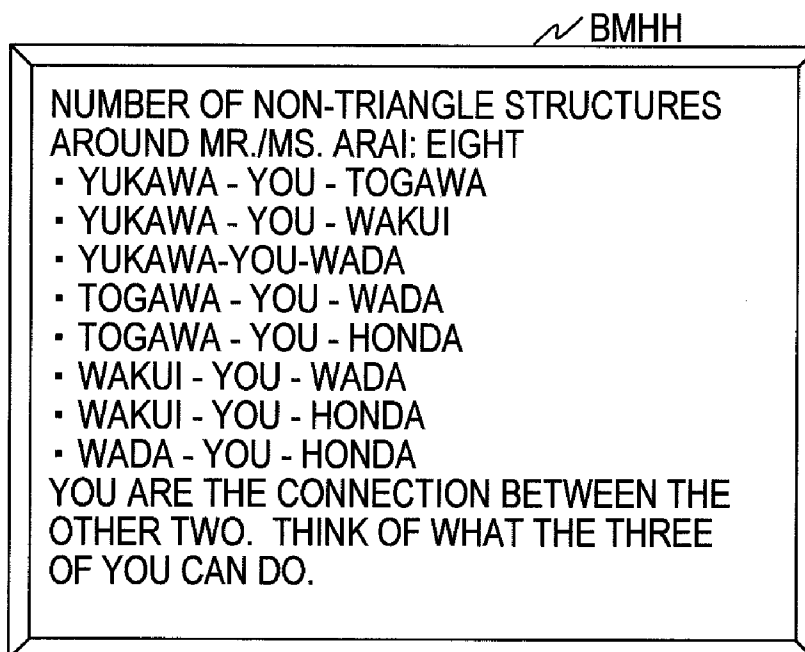 BMHH
NUMBER OF NON-TRIANGLE STRUCTURES
AROUND MR./MS. ARAI: EIGHT
▪ YUKAWA - YOU - TOGAWA
▪ YUKAWA - YOU - WAKUI
▪ YUKAWA-YOU-WADA
▪ TOGAWA - YOU - WADA
▪ TOGAWA - YOU - HONDA
▪ WAKUI - YOU - WADA
▪ WAKUI - YOU - HONDA
▪ WADA - YOU - HONDA
YOU ARE THE CONNECTION BETWEEN THE
OTHER TWO. THINK OF WHAT THE THREE
OF YOU CAN DO.